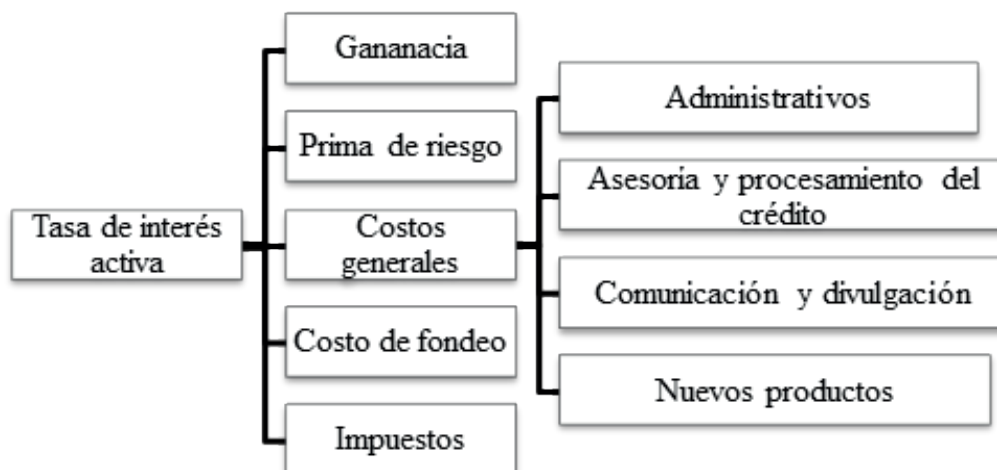 Gananacia
Prima de riesgo
Tasa de interés
activa
Costos
generales
Costo de fondeo
Impuestos
Administrativos
Asesoría y procesamiento del
crédito
Comunicación y divulgación
Nuevos productos